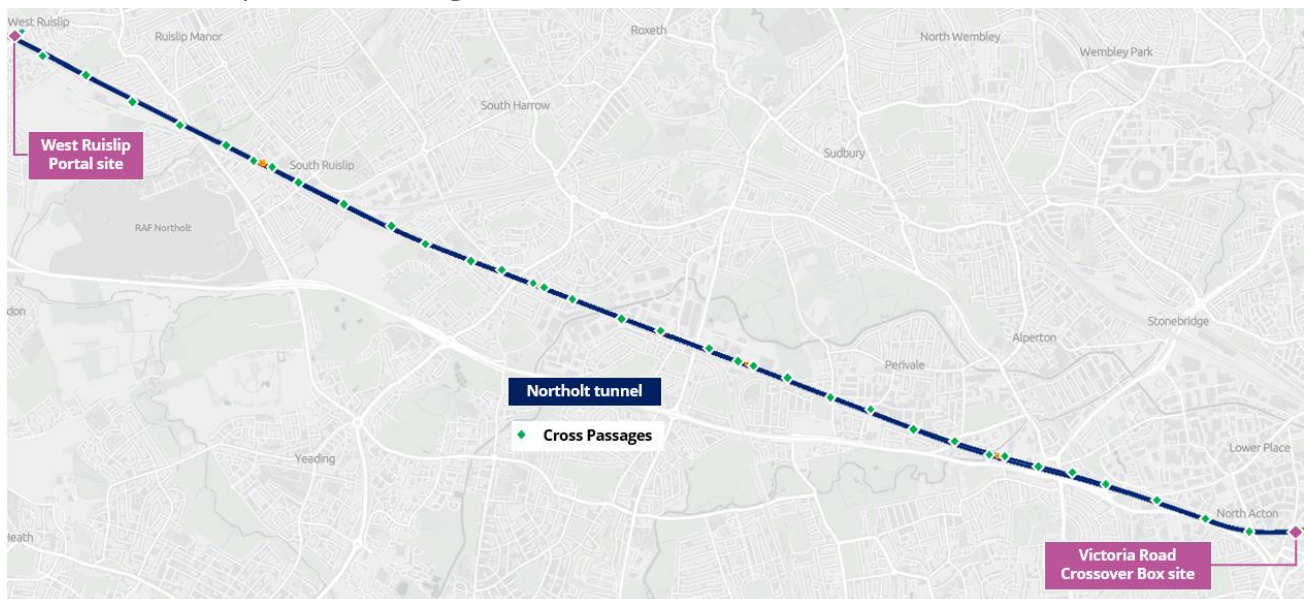 West Ruislip
Ruislip Manor
Roxeth
North Wembley
Wembley Park
South Harrow
West Ruislip
Portal site
South Ruislip
Sudbury
RAF Northolt
don
Stonebridge
Alperton
Perivale
Northolt tunnel
Cross Passages
Yeading
Lower Place
North Acton
Heath
Victoria Road
Crossover Box site